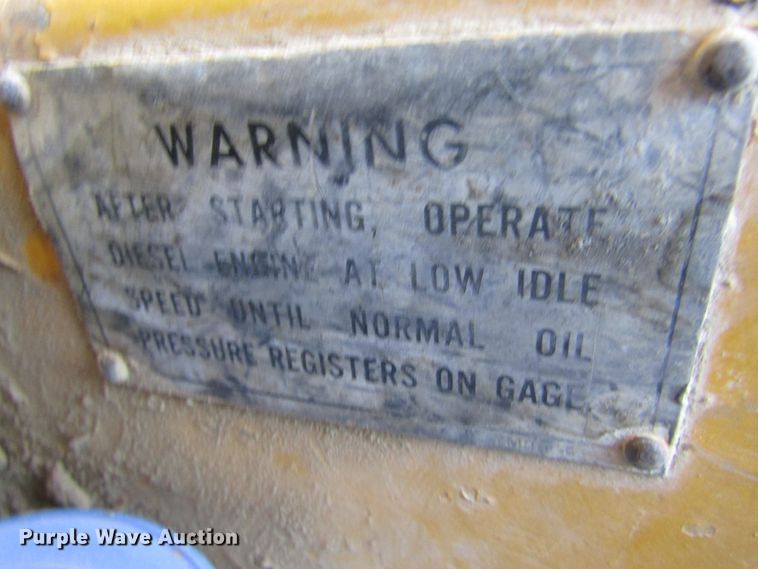 WARNING
AFTER STARTING, OPERATE
DIESEL ENGINE AT LOW IDLE
SPEED UNTIL NORMAL OIL
PRESSURE REGISTERS ON GAGE
Purple Wave Auction